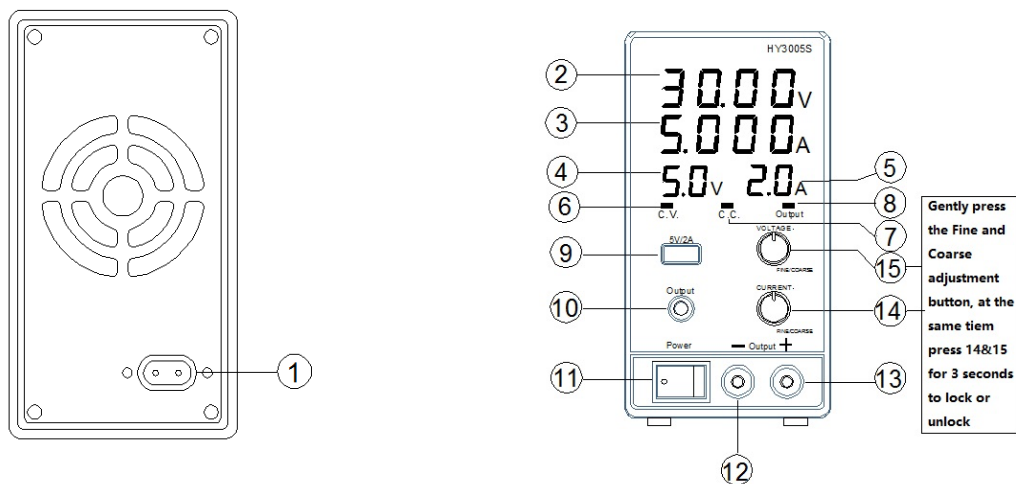 HY3005S
2
30.00V
3
5.000A
4
5.0V 2.0A
5
6
C.V. C.C. Output
8
7
VOLTAGE
5V/2A
9
15
FINE/COARSE
Output
CURRENT
10
14
FINE/COARSE
Power
Output
11
13
12
1
Gently press
the Fine and
Coarse
adjustment
button, at the
same tiem
press 14&15
for 3 seconds
to lock or
unlock